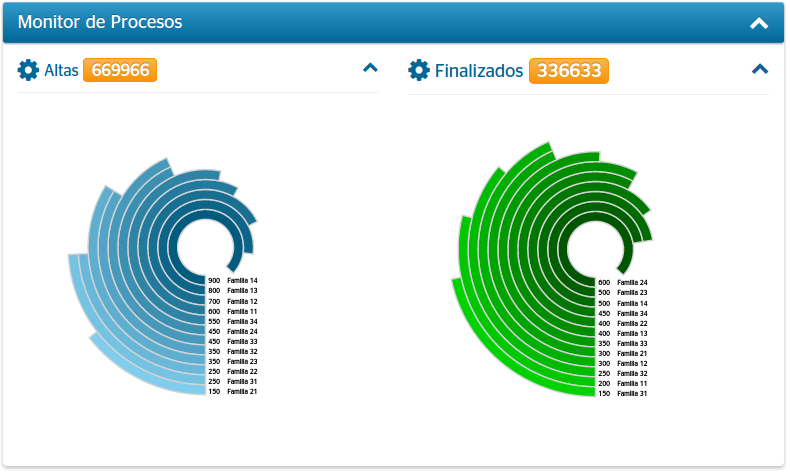 Monitor de Procesos
Altas 669966
Finalizados 336633
900 Familia 14
800 Familia 13
700 Familia 12
600 Familia 11
550 Familia 34
450 Familia 24
450 Familia 33
350 Familia 32
350 Familia 23
250 Familia 22
250 Familia 31
150 Familia 21
600 Familia 24
500 Familia 23
500 Familia 14
450 Familia 34
400 Familia 22
400 Familia 13
350 Familia 33
300 Familia 21
300 Familia 12
250 Familia 32
200 Familia 11
150 Familia 31